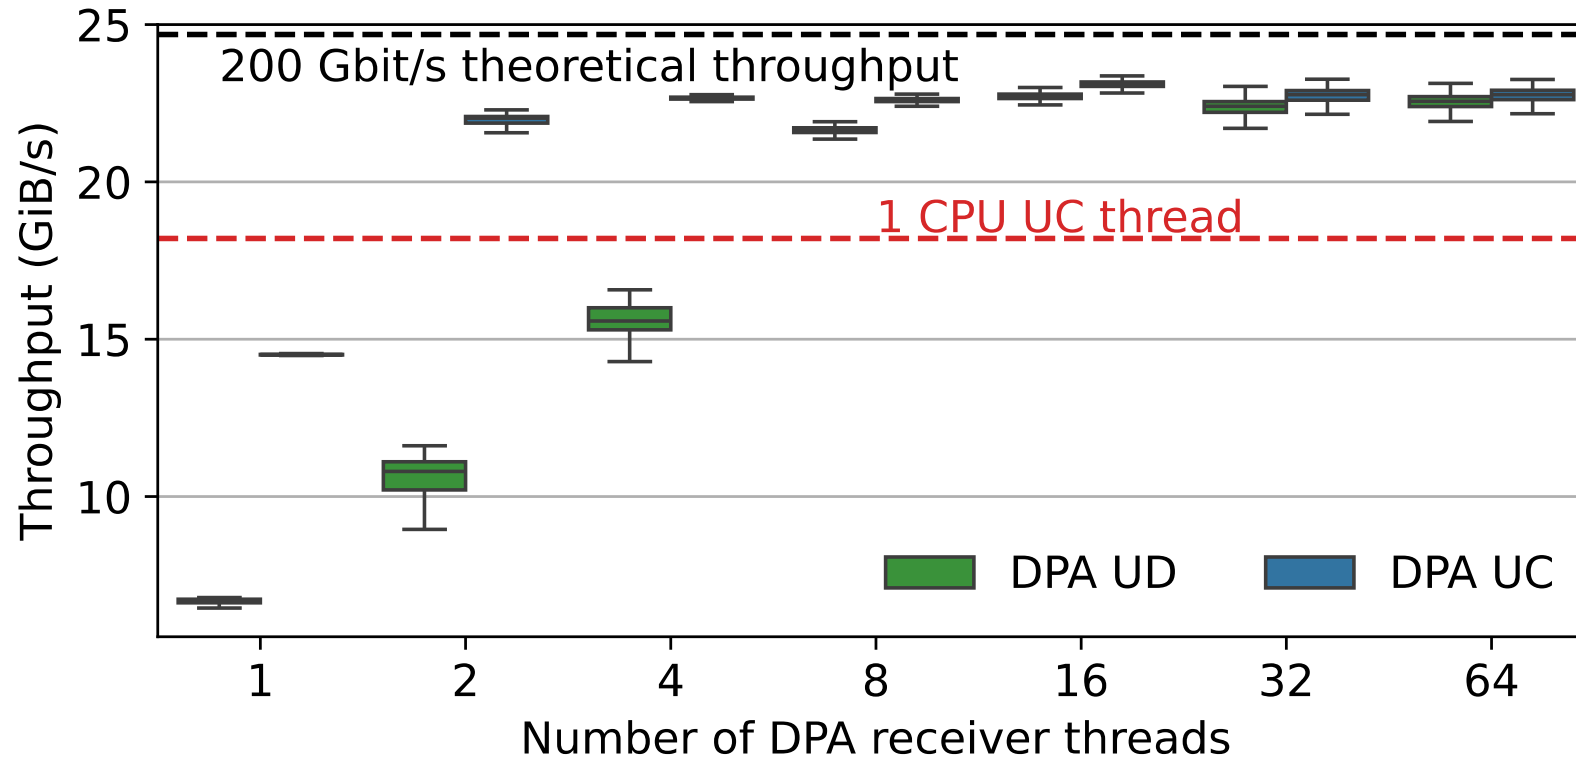 25
200 Gbit/s theoretical throughput
20
1 CPU UC thread
15
10
Throughput (GiB/s)
DPA UD
DPA UC
1 2 4 8 16 32 64
Number of DPA receiver threads